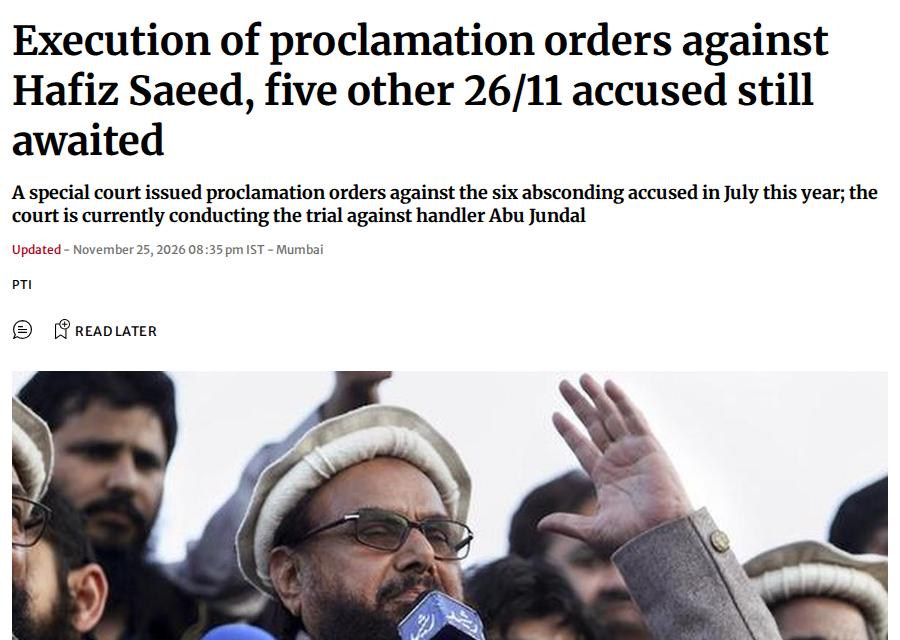 Execution of proclamation orders against
Hafiz Saeed, five other 26/11 accused still
awaited
A special court issued proclamation orders against the six absconding accused in July this year; the
court is currently conducting the trial against handler Abu Jundal
Updated - November 25, 2026 08:35 pm IST - Mumbai
PTI
READ LATER